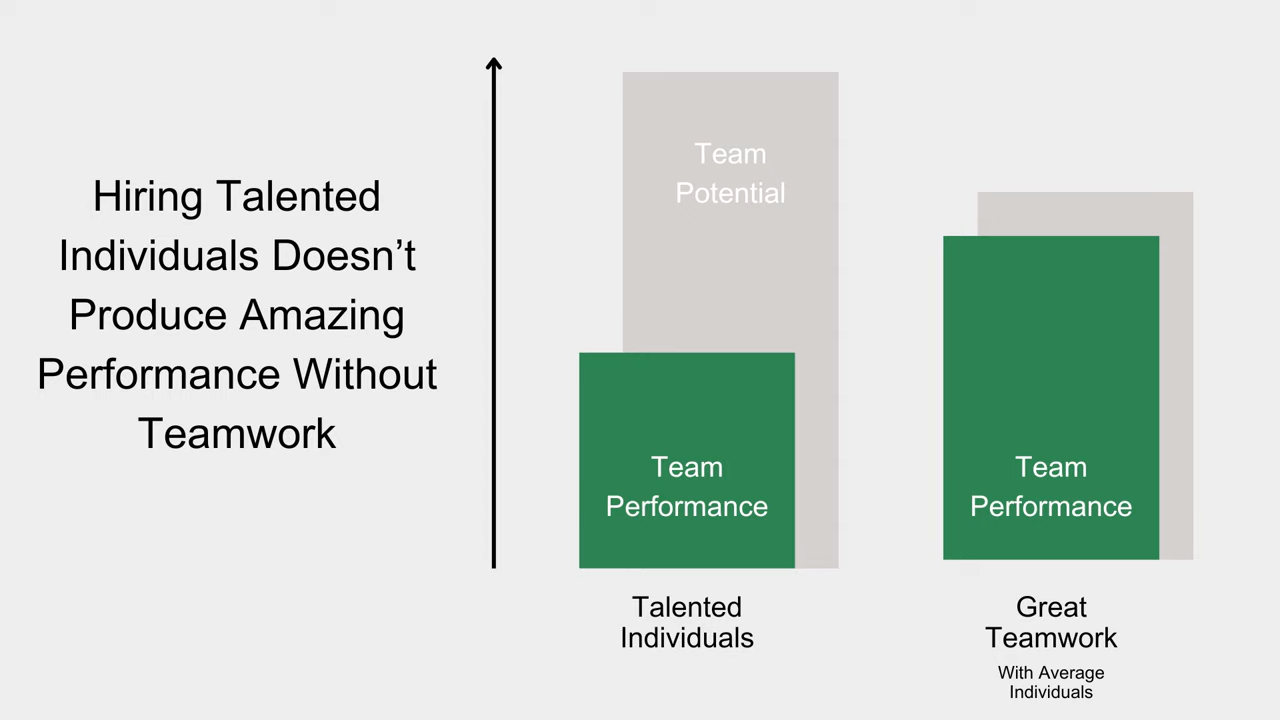 Hiring Talented
Individuals Doesn’t
Produce Amazing
Performance Without
Teamwork
Team
Potential
Team
Performance
Team
Performance
Talented
Individuals
Great
Teamwork
With Average
Individuals